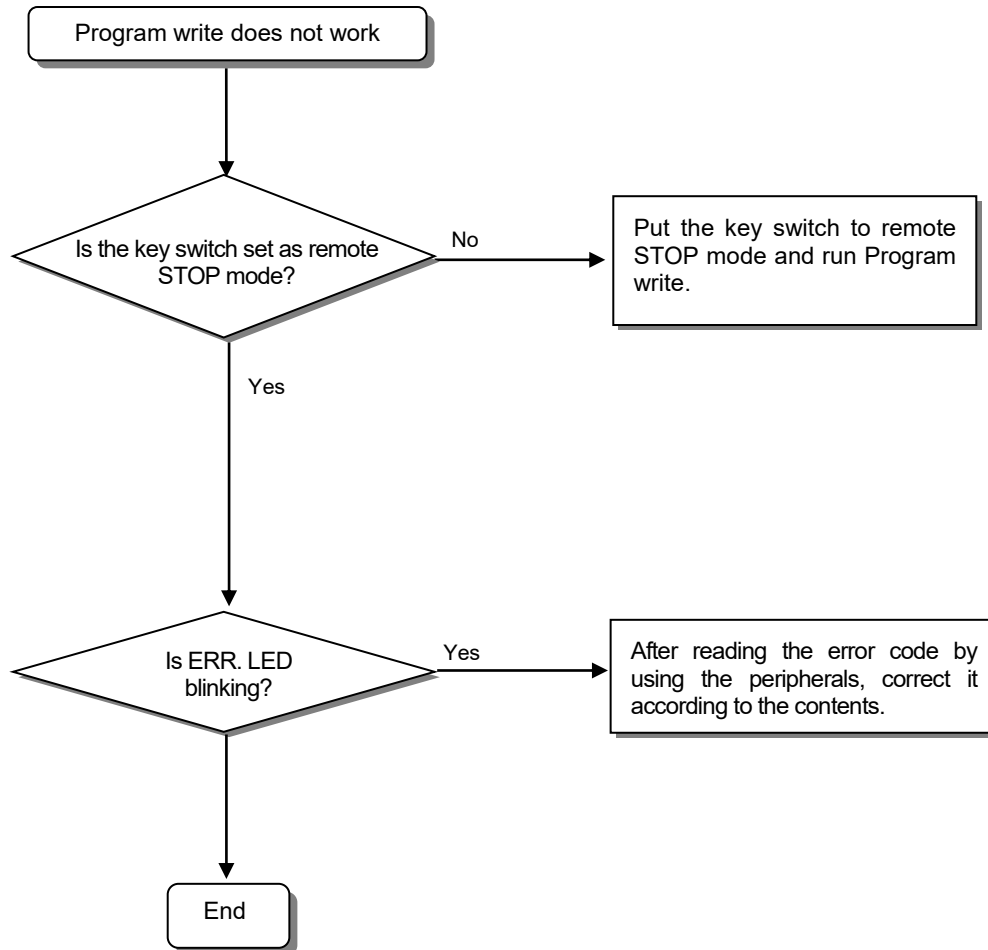 Program write does not work
Is the key switch set as remote
STOP mode?
No
Put the key switch to remote
STOP mode and run Program
write.
Yes
Is ERR. LED
blinking?
Yes
After reading the error code by
using the peripherals, correct it
according to the contents.
End